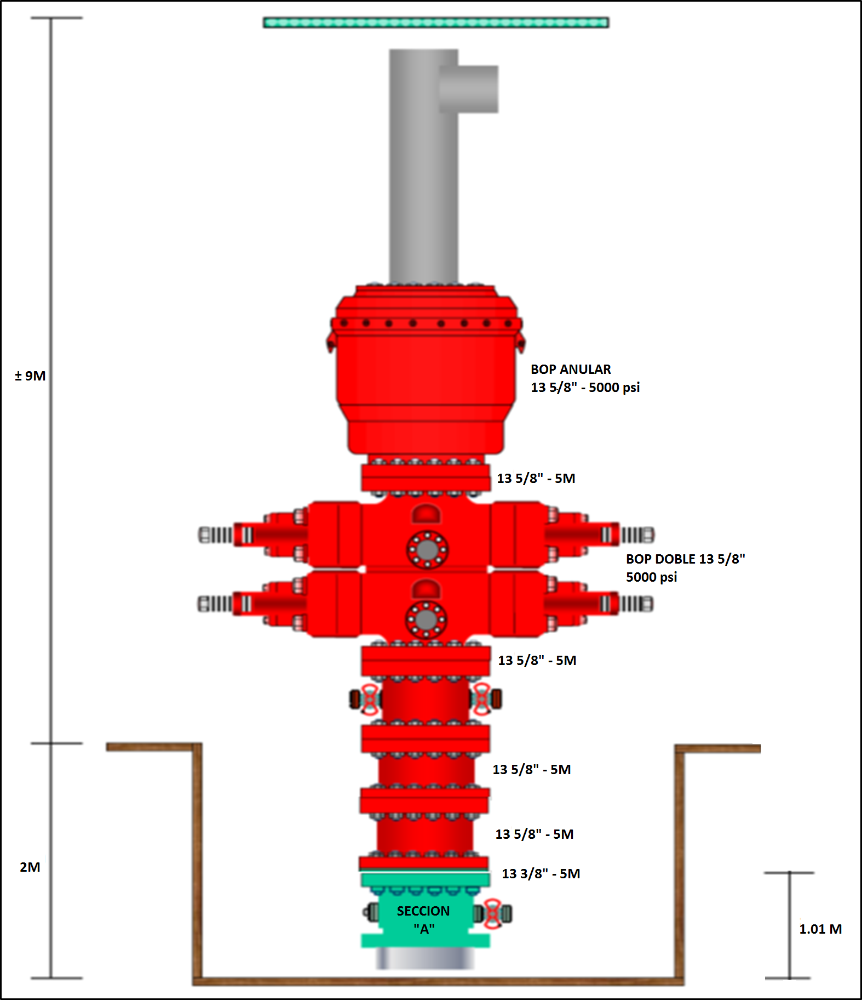 ± 9M
BOP ANULAR
13 5/8" - 5000 psi
13 5/8" - 5M
BOP DOBLE 13 5/8"
5000 psi
13 5/8" - 5M
13 5/8" - 5M
13 5/8" - 5M
2M
13 3/8" - 5M
SECCION
"A"
1.01 M